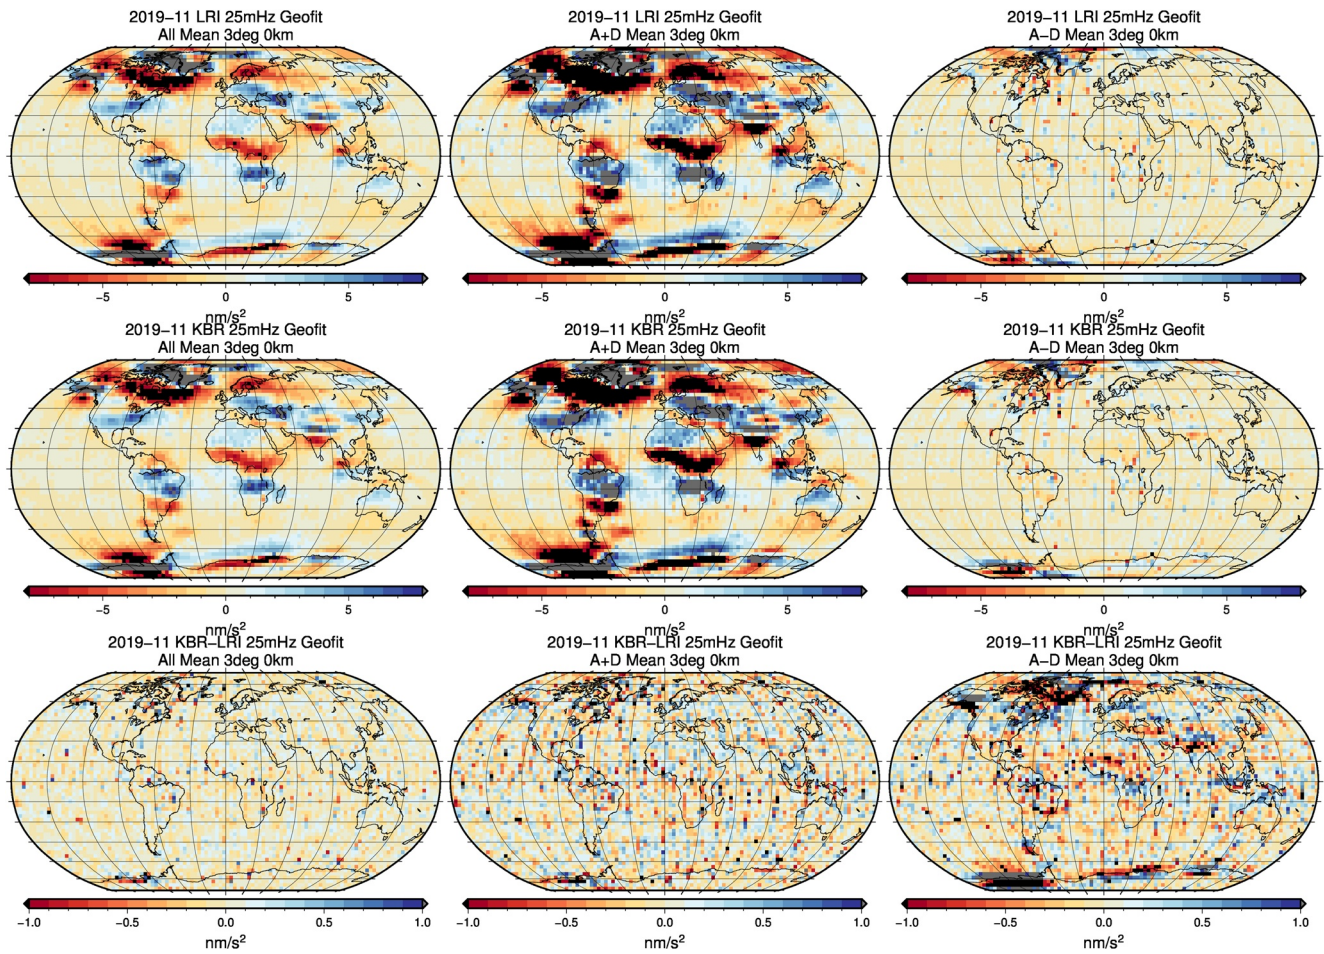 2019−11 LRI 25mHz Geofit
All Mean 3deg 0km
2019−11 LRI 25mHz Geofit
A+D Mean 3deg 0km
2019−11 LRI 25mHz Geofit
A−D Mean 3deg 0km
−5 0 5
nm/s²
−5 0 5
nm/s²
−5 0 5
nm/s²
2019−11 KBR 25mHz Geofit
All Mean 3deg 0km
2019−11 KBR 25mHz Geofit
A+D Mean 3deg 0km
2019−11 KBR 25mHz Geofit
A−D Mean 3deg 0km
−5 0 5
nm/s²
−5 0 5
nm/s²
−5 0 5
nm/s²
2019−11 KBR−LRI 25mHz Geofit
All Mean 3deg 0km
2019−11 KBR−LRI 25mHz Geofit
A+D Mean 3deg 0km
2019−11 KBR−LRI 25mHz Geofit
A−D Mean 3deg 0km
−1.0 −0.5 0.0 0.5 1.0
nm/s²
−1.0 −0.5 0.0 0.5 1.0
nm/s²
−1.0 −0.5 0.0 0.5 1.0
nm/s²